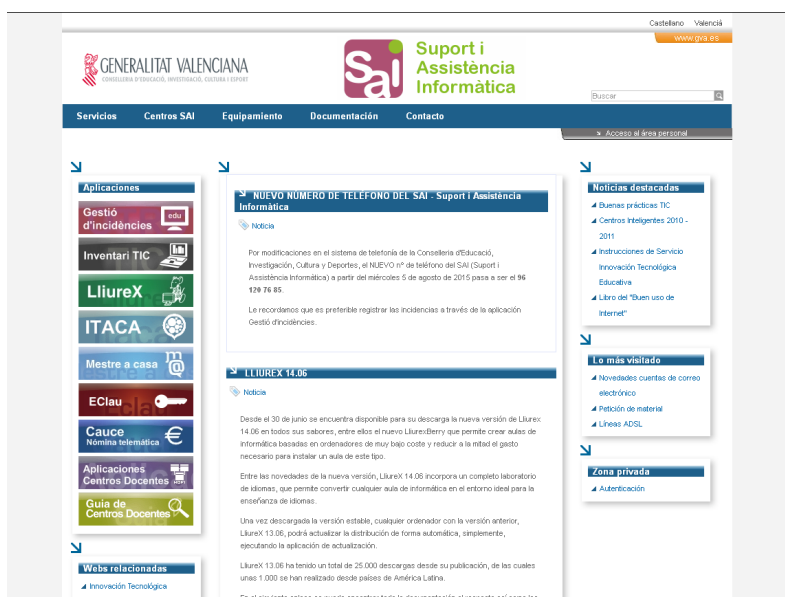 Castellano Valencià
www.gva.es
GENERALITAT VALENCIANA
CONSELLERIA D'EDUCACIÓ, INVESTIGACIÓ, CULTURA I ESPORT
Sai
Suport i
Assistència
Informàtica
Buscar
Servicios Centros SAI Equipamiento Documentación Contacto
Acceso al área personal
Aplicaciones
Gestió
d'incidències
edu
Inventari TIC
LliureX
ITACA
Mestre a casa
EClau
Cauce
Nómina telemática
Aplicaciones
Centros Docentes
Guia de
Centros Docentes
Webs relacionadas
Innovación Tecnológica
NUEVO NÚMERO DE TELEFONO DEL SAI - Suport i Assistència
Informàtica
Noticia
Por modificaciones en el sistema de telefonía de la Conselleria d'Educació,
Investigación, Cultura y Deportes, el NUEVO nº de teléfono del SAI (Suport i
Assistència Informàtica) a partir del miércoles 5 de agosto de 2015 pasa a ser el 96
120 76 85.
Le recordamos que es preferible registrar las incidencias a través de la aplicación
Gestió d'incidències.
LLIUREX 14.06
Noticia
Desde el 30 de junio se encuentra disponible para su descarga la nueva versión de Lliurex
14.06 en todos sus sabores, entre ellos el nuevo LliurexBerry que permite crear aulas de
informática basadas en ordenadores de muy bajo coste y reducir a la mitad el gasto
necesario para instalar un aula de este tipo.
Entre las novedades de la nueva versión, LliureX 14.06 incorpora un completo laboratorio
de idiomas, que permite convertir cualquier aula de informática en el entorno ideal para la
enseñanza de idiomas.
Una vez descargada la versión estable, cualquier ordenador con la versión anterior,
LliureX 13.06, podrá actualizar la distribución de forma automática, simplemente,
ejecutando la aplicación de actualización.
LliureX 13.06 ha tenido un total de 25.000 descargas desde su publicación, de las cuales
unas 1.000 se han realizado desde países de América Latina.
Noticias destacadas
Buenas prácticas TIC
Centros Inteligentes 2010 -
2011
Instrucciones de Servicio
Innovación Tecnológica
Educativa
Libro del "Buen uso de
Internet"
Lo más visitado
Novedades cuentas de correo
electrónico
Petición de material
Líneas ADSL
Zona privada
Autenticación